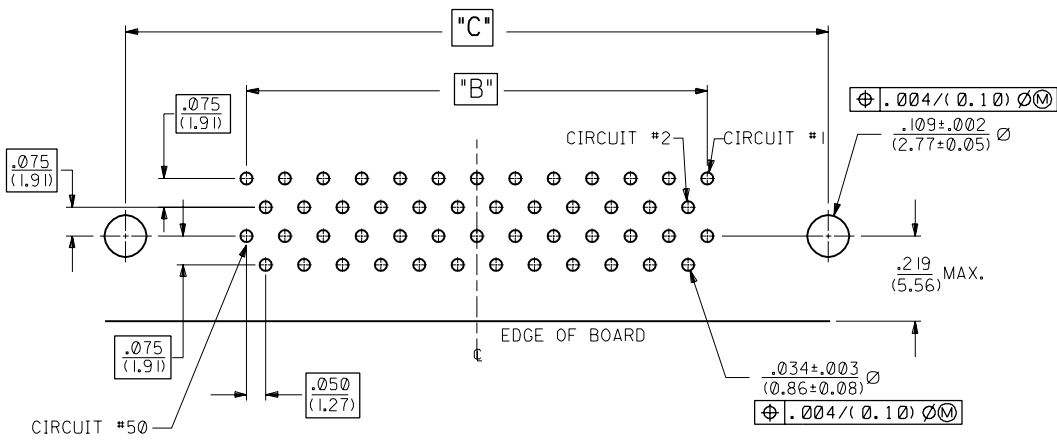 "C"
"B"
.075
(1.91)
⌖ .004/(0.10) Ø Ⓜ
.109±.002
(2.77±0.05) Ø
CIRCUIT #2
CIRCUIT #1
.075
(1.91)
.219
(5.56) MAX.
EDGE OF BOARD
℄
.075
(1.91)
.050
(1.27)
.034±.003
(0.86±0.08) Ø
⌖ .004/(0.10) Ø Ⓜ
CIRCUIT #50